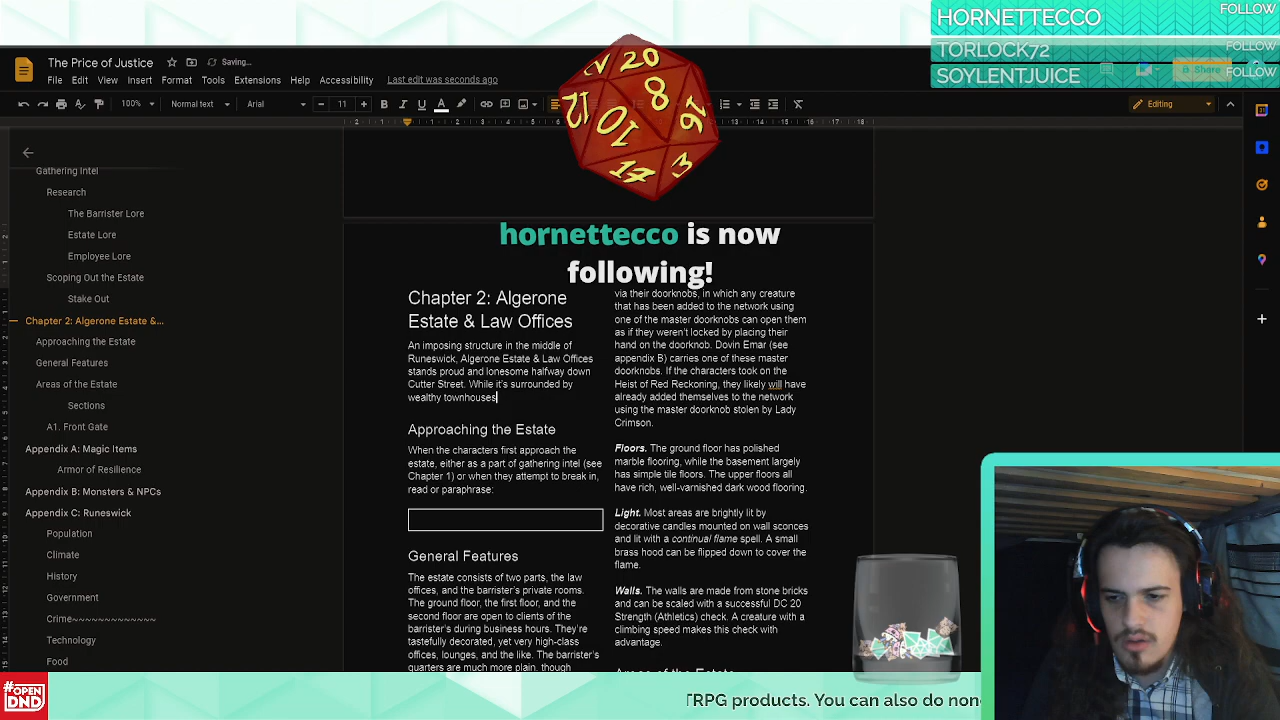 HORNETTECCO
FOLLOW
TORLOCK72
FOLLOW
SOYLENTJUICE
FOLLOW
The Price of Justice
Saving...
Share
File Edit View Insert Format Tools Extensions Help Accessibility
Last edit was seconds ago
100%
Normal text
Arial
11
Editing
20
8
12
10
16
17
3
hornettecco is now
following!
Gathering Intel
Research
The Barrister Lore
Estate Lore
Employee Lore
Scoping Out the Estate
Stake Out
Chapter 2: Algerone Estate &...
Approaching the Estate
General Features
Areas of the Estate
Sections
A1. Front Gate
Appendix A: Magic Items
Armor of Resilience
Appendix B: Monsters & NPCs
Appendix C: Runeswick
Population
Climate
History
Government
Crime~~~~~~~~~~~~~
Technology
Food
Chapter 2: Algerone
Estate & Law Offices
An imposing structure in the middle of
Runeswick, Algerone Estate & Law Offices
stands proud and lonesome halfway down
Cutter Street. While it's surrounded by
wealthy townhouses
Approaching the Estate
When the characters first approach the
estate, either as a part of gathering intel (see
Chapter 1) or when they attempt to break in,
read or paraphrase:
General Features
The estate consists of two parts, the law
offices, and the barrister's private rooms.
The ground floor, the first floor, and the
second floor are open to clients of the
barrister's during business hours. They're
tastefully decorated, yet very high-class
offices, lounges, and the like. The barrister's
quarters are much more plain, though
via their doorknobs, in which any creature
that has been added to the network using
one of the master doorknobs can open them
as if they weren't locked by placing their
hand on the doorknob. Dovin Emar (see
appendix B) carries one of these master
doorknobs. If the characters took on the
Heist of Red Reckoning, they likely will have
already added themselves to the network
using the master doorknob stolen by Lady
Crimson.
Floors. The ground floor has polished
marble flooring, while the basement largely
has simple tile floors. The upper floors all
have rich, well-varnished dark wood flooring.
Light. Most areas are brightly lit by
decorative candles mounted on wall sconces
and lit with a continual flame spell. A small
brass hood can be flipped down to cover the
flame.
Walls. The walls are made from stone bricks
and can be scaled with a successful DC 20
Strength (Athletics) check. A creature with a
climbing speed makes this check with
advantage.
Areas of the Estate
#OPEN
DND
TRPG products. You can also do non